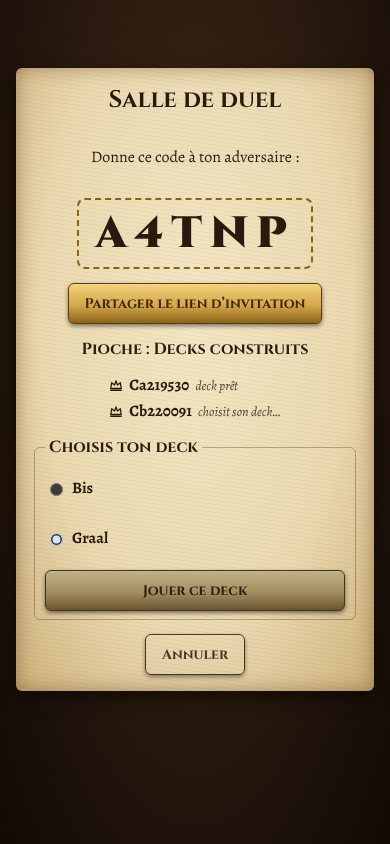 Salle de duel
Donne ce code à ton adversaire :
A4TNP
Partager le lien d'invitation
Pioche : Decks construits
Ca219530 deck prêt
Cb220091 choisit son deck…
Choisis ton deck
Bis
Graal
Jouer ce deck
Annuler